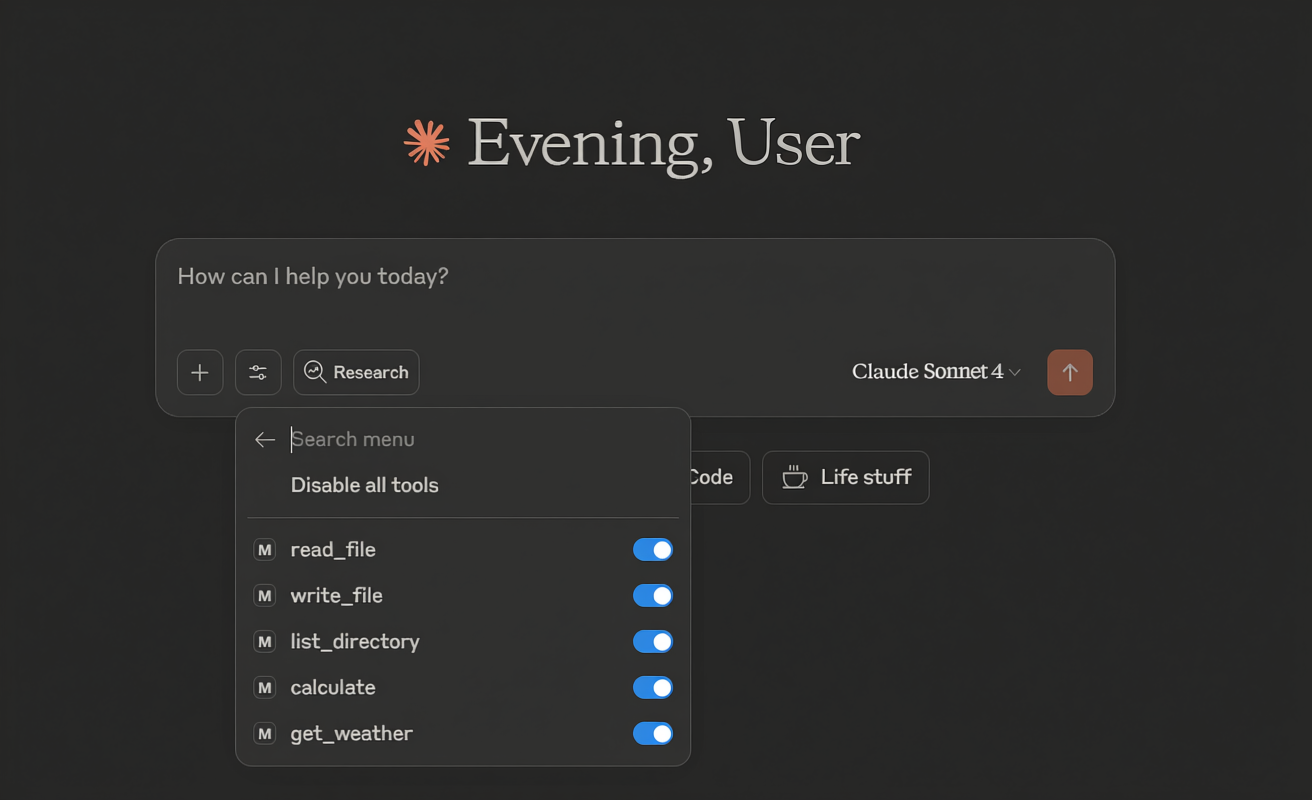 Evening, User
How can I help you today?
Research
Claude Sonnet 4
Search menu
Disable all tools
Code
Life stuff
M read_file
M write_file
M list_directory
M calculate
M get_weather